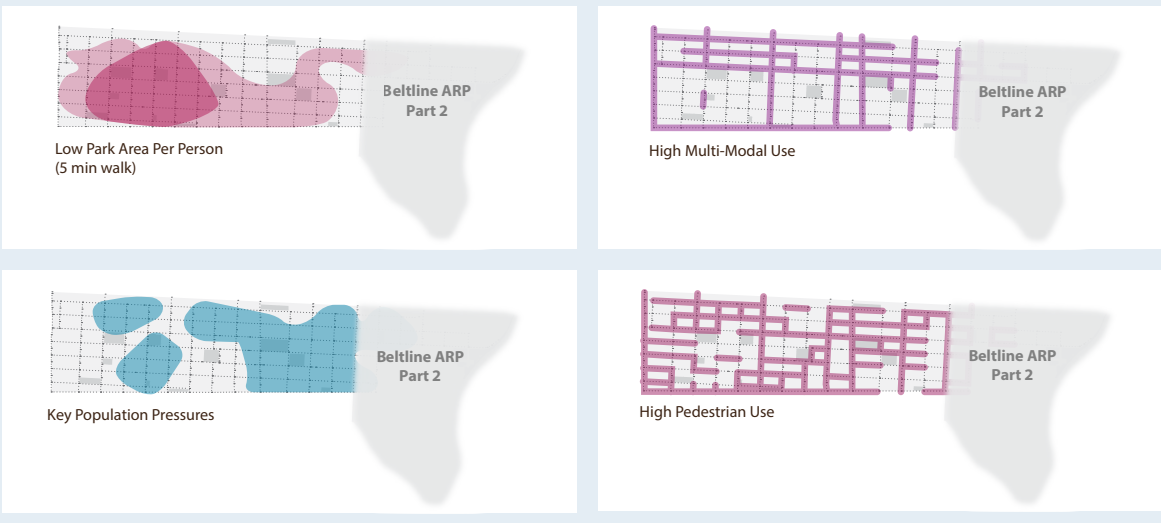 Beltline ARP
Part 2
Low Park Area Per Person
(5 min walk)
Beltline ARP
Part 2
High Multi-Modal Use
Beltline ARP
Part 2
Key Population Pressures
Beltline ARP
Part 2
High Pedestrian Use